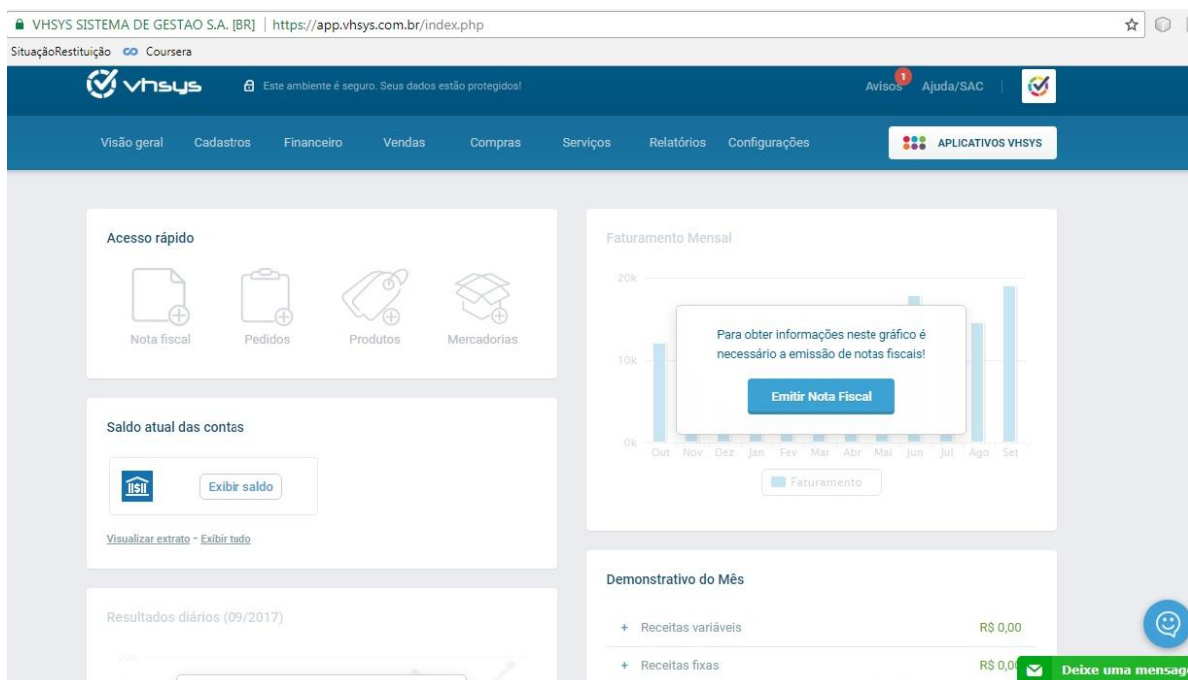 VHSYS SISTEMA DE GESTAO S.A. [BR] https://app.vhsys.com.br/index.php
SituaçãoRestituição Coursera
vhsys Este ambiente é seguro. Seus dados estão protegidos! Avisos 1 Ajuda/SAC
Visão geral Cadastros Financeiro Vendas Compras Serviços Relatórios Configurações APLICATIVOS VHSYS
Acesso rápido
Nota fiscal Pedidos Produtos Mercadorias
Saldo atual das contas
Exibir saldo
Visualizar extrato - Exibir tudo
Resultados diários (09/2017)
Faturamento Mensal
20k
10k
0k
Para obter informações neste gráfico é
necessário a emissão de notas fiscais!
Emitir Nota Fiscal
Out Nov Dez Jan Fev Mar Abr Mai Jun Jul Ago Set
Faturamento
Demonstrativo do Mês
+ Receitas variáveis R$ 0,00
+ Receitas fixas R$ 0,0
Deixe uma mensag